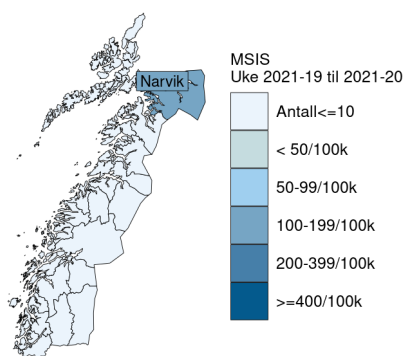 Narvik
MSIS
Uke 2021-19 til 2021-20
Antall<=10
< 50/100k
50-99/100k
100-199/100k
200-399/100k
>=400/100k